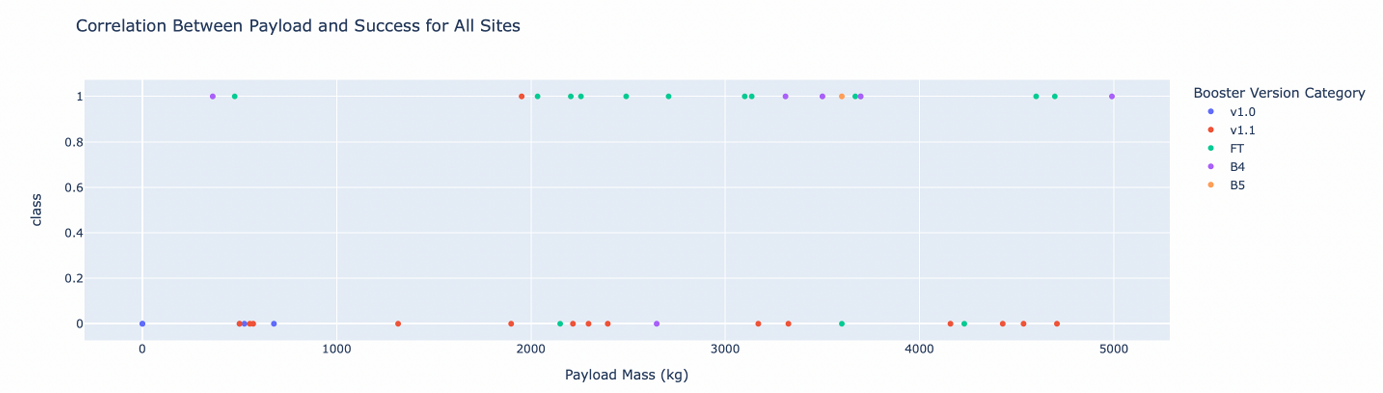 Correlation Between Payload and Success for All Sites
1
0.8
0.6
0.4
0.2
0
class
0 1000 2000 3000 4000 5000
Payload Mass (kg)
Booster Version Category
v1.0
v1.1
FT
B4
B5